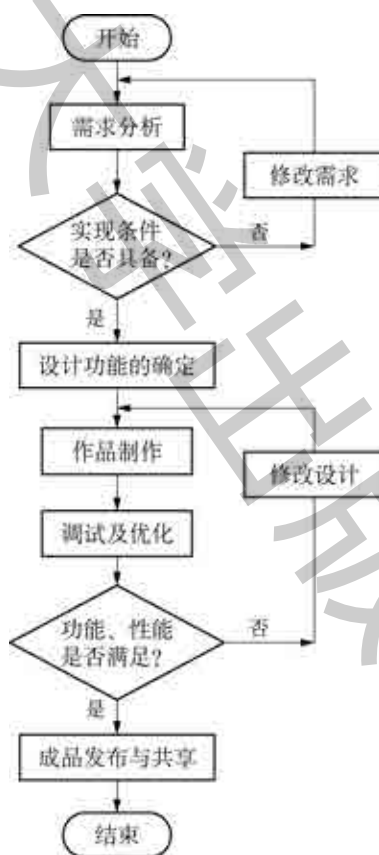 开始
需求分析
修改需求
实现条件
是否具备?
否
是
设计功能的确定
作品制作
修改设计
调试及优化
功能、性能
是否满足?
否
是
成品发布与共享
结束